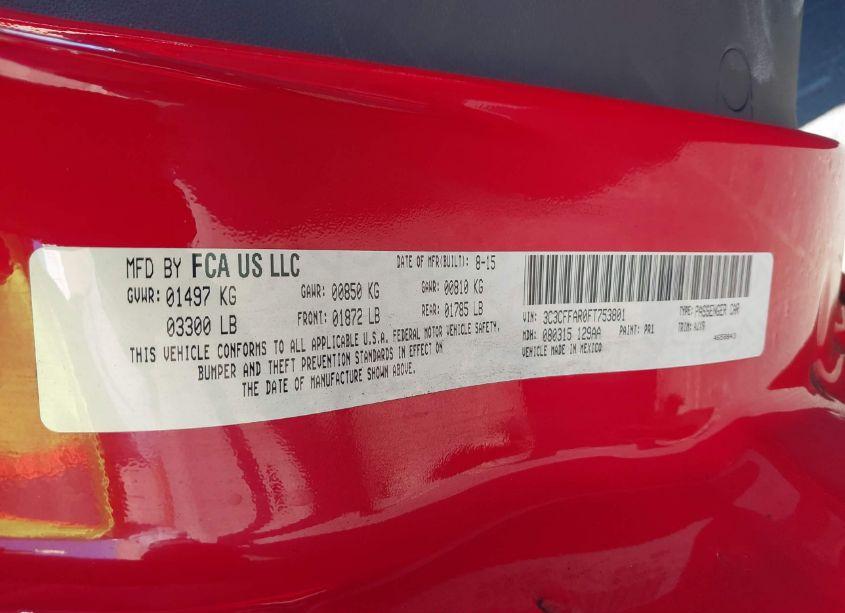 MFD BY FCA US LLC DATE OF MFR(BUILT): 8-15
GVWR: 01497 KG GAWR: 00850 KG GAWR: 00810 KG
03300 LB FRONT: 01872 LB REAR: 01785 LB
THIS VEHICLE CONFORMS TO ALL APPLICABLE U.S.A. FEDERAL MOTOR VEHICLE SAFETY,
BUMPER AND THEFT PREVENTION STANDARDS IN EFFECT ON
THE DATE OF MANUFACTURE SHOWN ABOVE.
VIN: 3C3CFFAR0FT753801 TYPE: PASSENGER CAR
MDH: 080315 129AA PAINT: PR1 TRIM:
VEHICLE MADE IN MEXICO